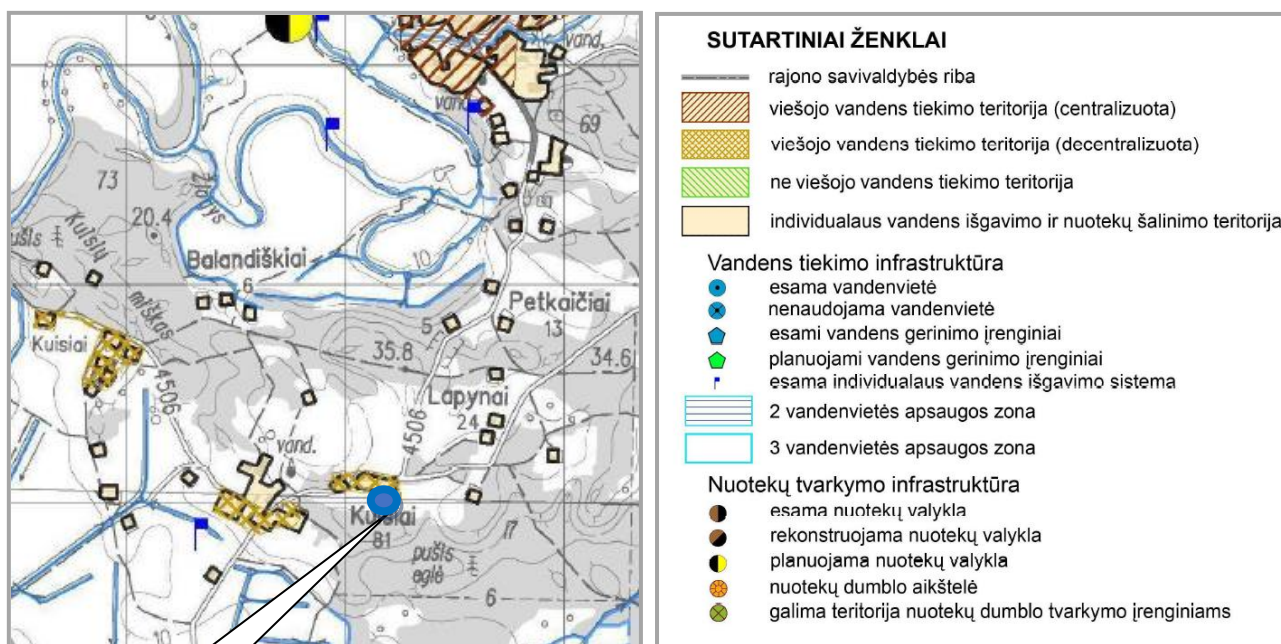 vand.
vand.
69
73
Kuisių
miškas
pušis
20.4
Žlapys
10
Balandiškiai
6
Petkaičiai
5
13
35.8
34.6
Kuisiai
4506
4506
Lapynai
24
vand.
Kuisiai
81
17
pušis
eglė
6
10
SUTARTINIAI ŽENKLAI
rajono savivaldybės riba
viešojo vandens tiekimo teritorija (centralizuota)
viešojo vandens tiekimo teritorija (decentralizuota)
ne viešojo vandens tiekimo teritorija
individualaus vandens išgavimo ir nuotekų šalinimo teritorija
Vandens tiekimo infrastruktūra
esama vandenvietė
nenaudojama vandenvietė
esami vandens gerinimo įrenginiai
planuojami vandens gerinimo įrenginiai
esama individualaus vandens išgavimo sistema
2 vandenvietės apsaugos zona
3 vandenvietės apsaugos zona
Nuotekų tvarkymo infrastruktūra
esama nuotekų valykla
rekonstruojama nuotekų valykla
planuojama nuotekų valykla
nuotekų dumblo aikštelė
galima teritorija nuotekų dumblo tvarkymo įrenginiams